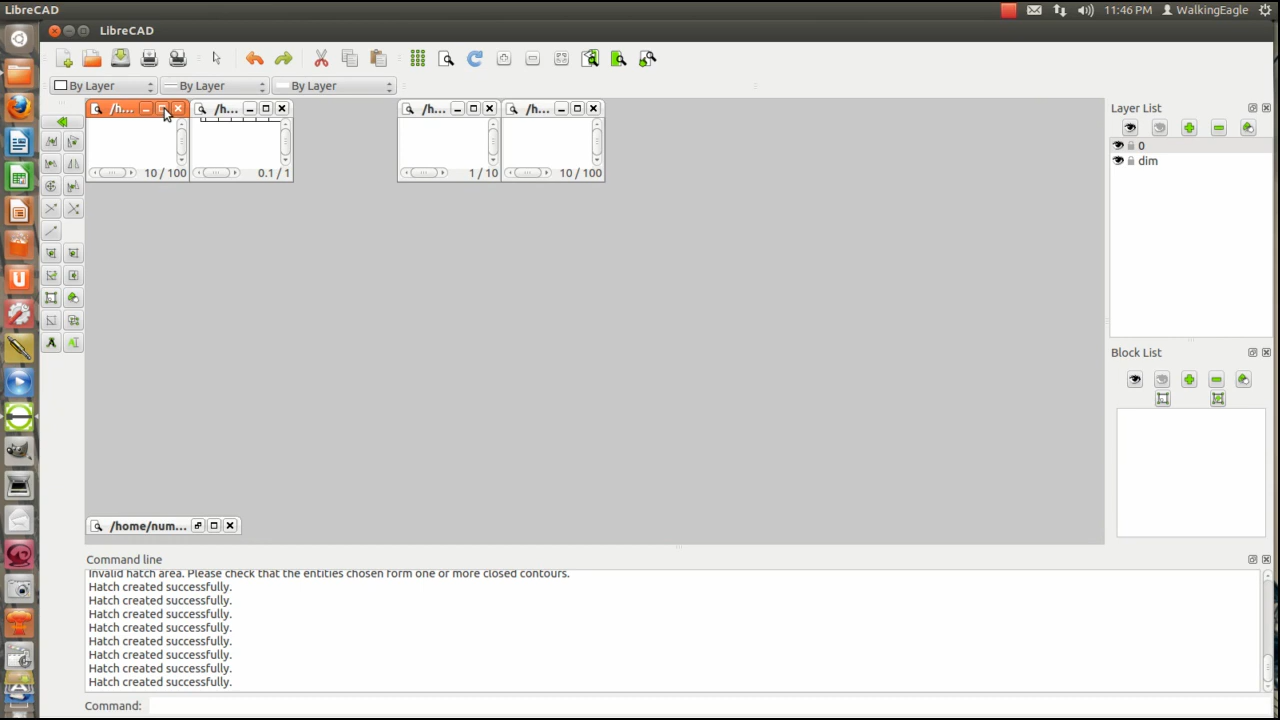 LibreCAD
11:46 PM WalkingEagle
LibreCAD
By Layer By Layer By Layer
/h... /h... /h... /h...
10 / 100 0.1 / 1 1 / 10 10 / 100
Layer List
0
dim
Block List
/home/num...
Command line
Invalid hatch area. Please check that the entities chosen form one or more closed contours.
Hatch created successfully.
Hatch created successfully.
Hatch created successfully.
Hatch created successfully.
Hatch created successfully.
Hatch created successfully.
Hatch created successfully.
Hatch created successfully.
Command: